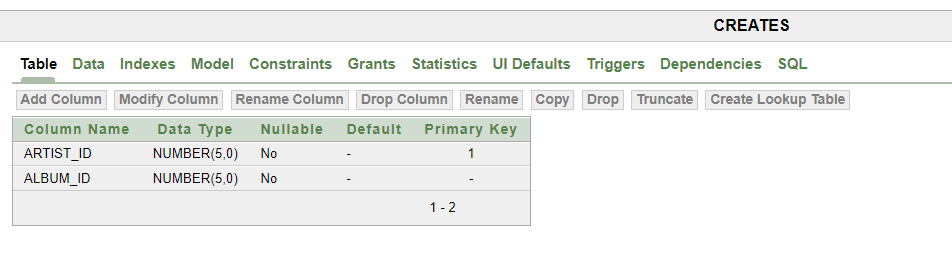 CREATES
Table Data Indexes Model Constraints Grants Statistics UI Defaults Triggers Dependencies SQL
Add Column Modify Column Rename Column Drop Column Rename Copy Drop Truncate Create Lookup Table
Column Name Data Type Nullable Default Primary Key
ARTIST_ID NUMBER(5,0) No - 1
ALBUM_ID NUMBER(5,0) No - -
1 - 2